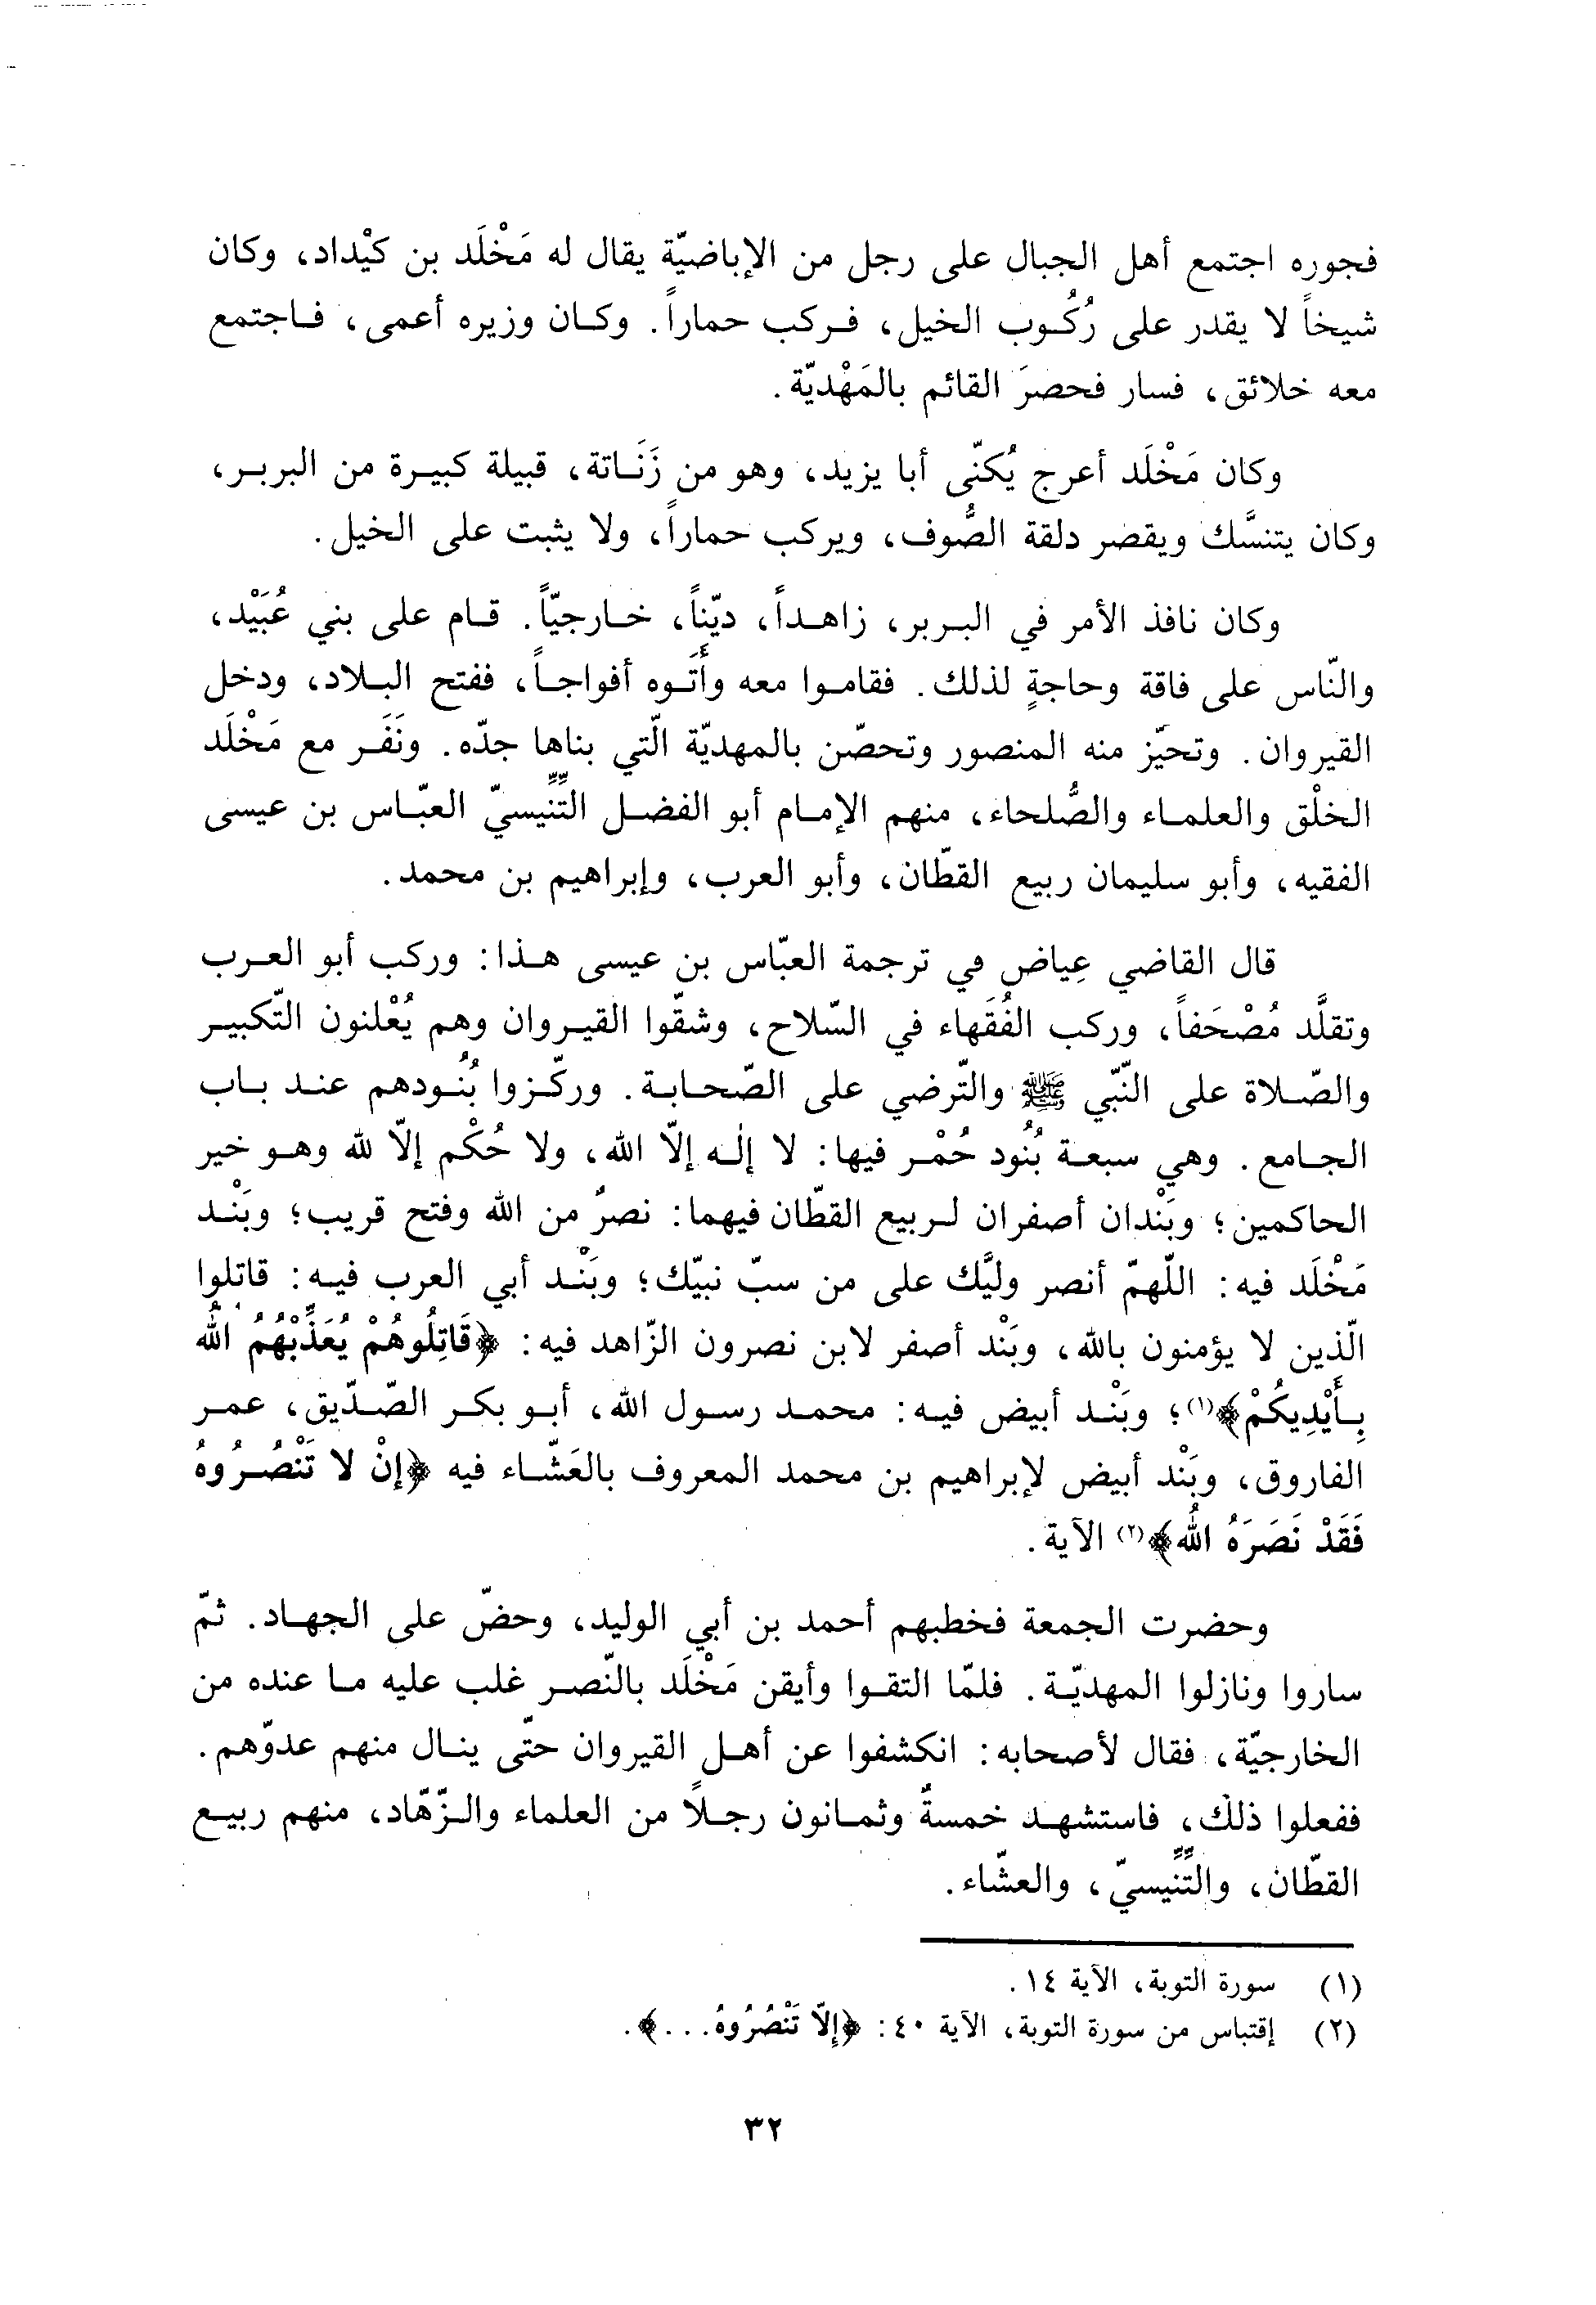 فجوره اجتمع أهل الجبال على رجل من الإباضيّة يقال له مَخْلَد بن كيْداد، وكان
شيخاً لا يقدر على رُكُوب الخيل، فركب حماراً. وكان وزيره أعمى، فاجتمع
معه خلائق، فسار فحصرَ القائم بالمَهْديّة.
وكان مَخْلَد أعرج يُكنّى أبا يزيد، وهو من زَنَاتة، قبيلة كبيرة من البربر،
وكان يتنسَّك ويقصر دلقة الصُّوف، ويركب حماراً، ولا يثبت على الخيل.
وكان نافذ الأمر في البربر، زاهداً، ديّناً، خارجيّاً. قام على بني عُبَيْد،
والنّاس على فاقة وحاجةٍ لذلك. فقاموا معه وأَتَوه أفواجاً، ففتح البلاد، ودخل
القيروان. وتحيّز منه المنصور وتحصّن بالمهديّة الّتي بناها جدّه. ونَفَر مع مَخْلَد
الخلْق والعلماء والصُّلحاء، منهم الإمام أبو الفضل التِّنِّيسيّ العبّاس بن عيسى
الفقيه، وأبو سليمان ربيع القطّان، وأبو العرب، وإبراهيم بن محمد.
قال القاضي عِياض في ترجمة العبّاس بن عيسى هذا: وركب أبو العرب
وتقلَّد مُصْحَفاً، وركب الفُقَهاء في السّلاح، وشقّوا القيروان وهم يُعْلنون التّكبير
والصّلاة على النّبّي ﷺ والتّرضي على الصّحابة. وركّزوا بُنُودهم عند باب
الجامع. وهي سبعة بُنُود حُمْر فيها: لا إلٰه إلاّ الله، ولا حُكْم إلاّ لله وهو خير
الحاكمين؛ وبَنْدان أصفران لربيع القطّان فيهما: نصرٌ من الله وفتح قريب؛ وبَنْد
مَخْلَد فيه: اللّهمّ أنصر وليَّك على من سبّ نبيّك؛ وبَنْد أبي العرب فيه: قاتلوا
الّذين لا يؤمنون بالله، وبَنْد أصفر لابن نصرون الزّاهد فيه: ﴿قَاتِلُوهُمْ يُعَذِّبْهُمُ اللهُ
بِأَيْدِيكُمْ﴾(١)؛ وبَنْد أبيض فيه: محمد رسول الله، أبو بكر الصّدّيق، عمر
الفاروق، وبَنْد أبيض لإبراهيم بن محمد المعروف بالعَشّاء فيه ﴿إنْ لا تَنْصُرُوهُ
فَقَدْ نَصَرَهُ اللهُ﴾(٢) الآية.
وحضرت الجمعة فخطبهم أحمد بن أبي الوليد، وحضّ على الجهاد. ثمّ
ساروا ونازلوا المهديّة. فلمّا التقوا وأيقن مَخْلَد بالنّصر غلب عليه ما عنده من
الخارجيّة، فقال لأصحابه: انكشفوا عن أهل القيروان حتّى ينال منهم عدوّهم.
ففعلوا ذلك، فاستشهد خمسةٌ وثمانون رجلاً من العلماء والزّهّاد، منهم ربيع
القطّان، والتِّنِّيسيّ، والعشّاء.
(١) سورة التوبة، الآية ١٤.
(٢) إقتباس من سورة التوبة، الآية ٤٠: ﴿إِلاّ تَنْصُرُوهُ...﴾.
٣٢